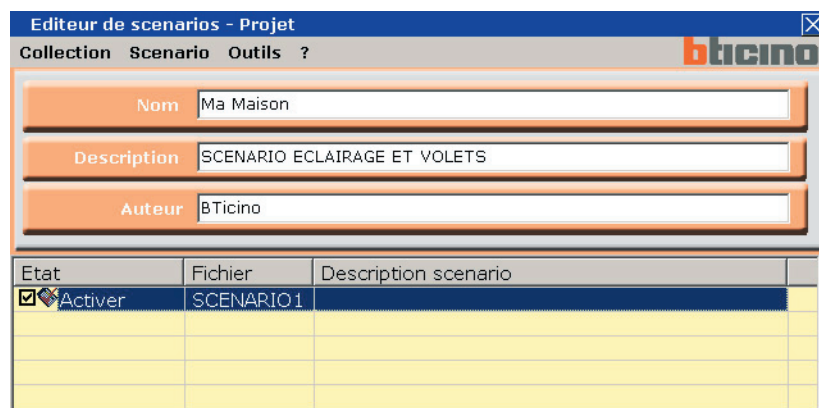 Editeur de scenarios - Projet
Collection Scenario Outils ?
bticino
Nom Ma Maison
Description SCENARIO ECLAIRAGE ET VOLETS
Auteur BTicino
Etat Fichier Description scenario
Activer SCENARIO1